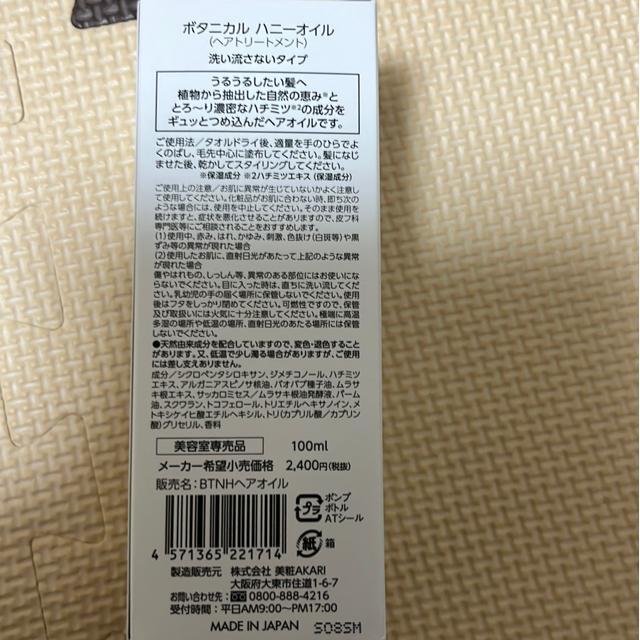 ボタニカル ハニーオイル
(ヘアトリートメント)
洗い流さないタイプ
うるうるしたい髪へ
植物から抽出した自然の恵み※と
とろ〜り濃密なハチミツ※2の成分を
ギュッとつめ込んだヘアオイルです。
ご使用法/タオルドライ後、適量を手のひらでよ
くのばし、毛先中心に塗布してください。髪になじ
ませた後、乾かしてスタイリングしてください。
※保湿成分 ※2ハチミツエキス(保湿成分)
ご使用上の注意/お肌に異常が生じていないかよく注意し
て使用してください。化粧品がお肌に合わない時、即ち次の
ような場合には、使用を中止してください。そのまま使用を
続けますと、症状を悪化させることがありますので、皮フ科
専門医等にご相談されることをおすすめします。
(1)使用中、赤み、はれ、かゆみ、刺激、色抜け(白斑等)や黒
ずみ等の異常が現れた場合
(2)使用したお肌に、直射日光があたって上記のような異常
が現れた場合
傷やはれもの、しっしん等、異常のある部位にはお使いにな
らないでください。目に入った時は、直ちに洗い流してくだ
さい。乳幼児の手の届く場所に保管しないでください。使用
後はフタをしっかり閉めてください。可燃性ですので、保管
及び取扱いには火気に十分注意してください。極端に高温
多湿の場所や低温の場所、直射日光のあたる場所には保管
しないでください。
●天然由来成分を配合していますので、変色・退色すること
があります。又、低温で少し濁る場合がありますが、ご使用
には差し支えありません。
成分/シクロペンタシロキサン、ジメチコノール、ハチミツ
エキス、アルガニアスピノサ核油、バオバブ種子油、ムラサ
キ根エキス、サッカロミセス/ムラサキ根油発酵液、パーム
油、スクワラン、トコフェロール、トリエチルヘキサノイン、メ
トキシケイヒ酸エチルヘキシル、トリ(カプリル酸/カプリン
酸)グリセリル、香料
美容室専売品 100ml
メーカー希望小売価格 2,400円(税抜)
販売名:BTNHヘアオイル
プラ
ポンプ
ボトル
ATシール
紙
箱
4 571365 221714
製造販売元 株式会社 美粧AKARI
大阪府大東市住道1-6-7
お問い合わせ先: 0800-888-4216
受付時間:平日AM9:00〜PM17:00
MADE IN JAPAN S08SM